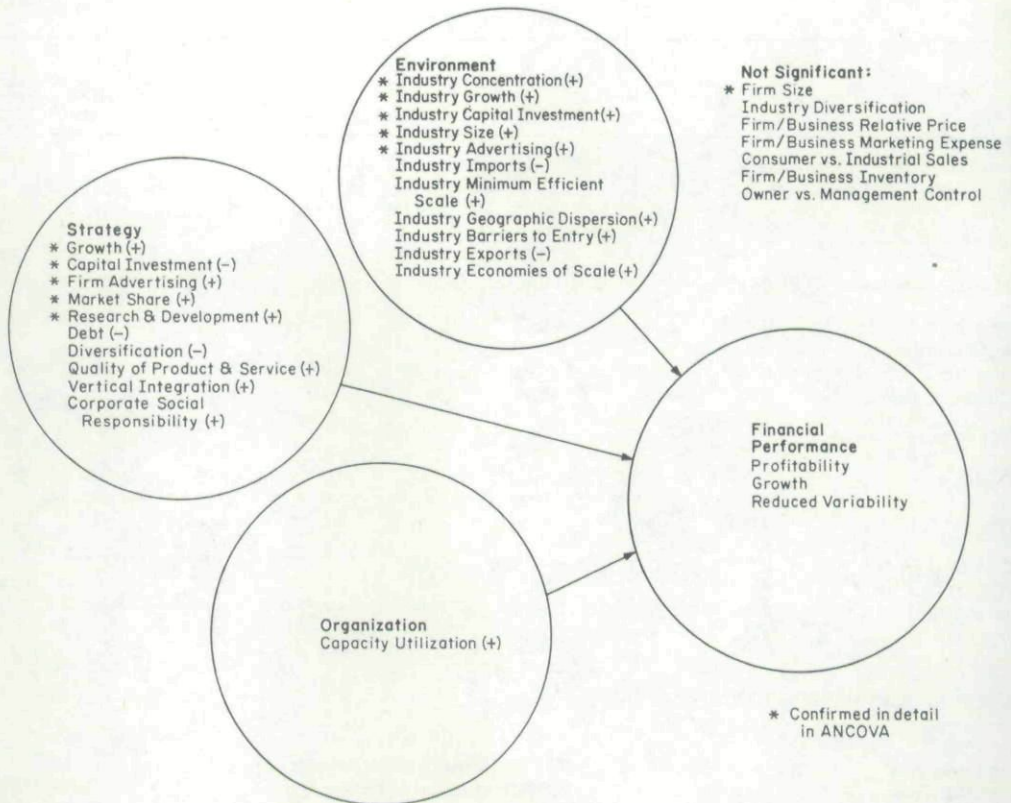 Environment
* Industry Concentration (+)
* Industry Growth (+)
* Industry Capital Investment (+)
* Industry Size (+)
* Industry Advertising (+)
Industry Imports (–)
Industry Minimum Efficient
Scale (+)
Industry Geographic Dispersion (+)
Industry Barriers to Entry (+)
Industry Exports (–)
Industry Economies of Scale (+)
Not Significant:
* Firm Size
Industry Diversification
Firm/Business Relative Price
Firm/Business Marketing Expense
Consumer vs. Industrial Sales
Firm/Business Inventory
Owner vs. Management Control
Strategy
* Growth (+)
* Capital Investment (–)
* Firm Advertising (+)
* Market Share (+)
* Research & Development (+)
Debt (–)
Diversification (–)
Quality of Product & Service (+)
Vertical Integration (+)
Corporate Social
Responsibility (+)
Financial
Performance
Profitability
Growth
Reduced Variability
Organization
Capacity Utilization (+)
* Confirmed in detail
in ANCOVA